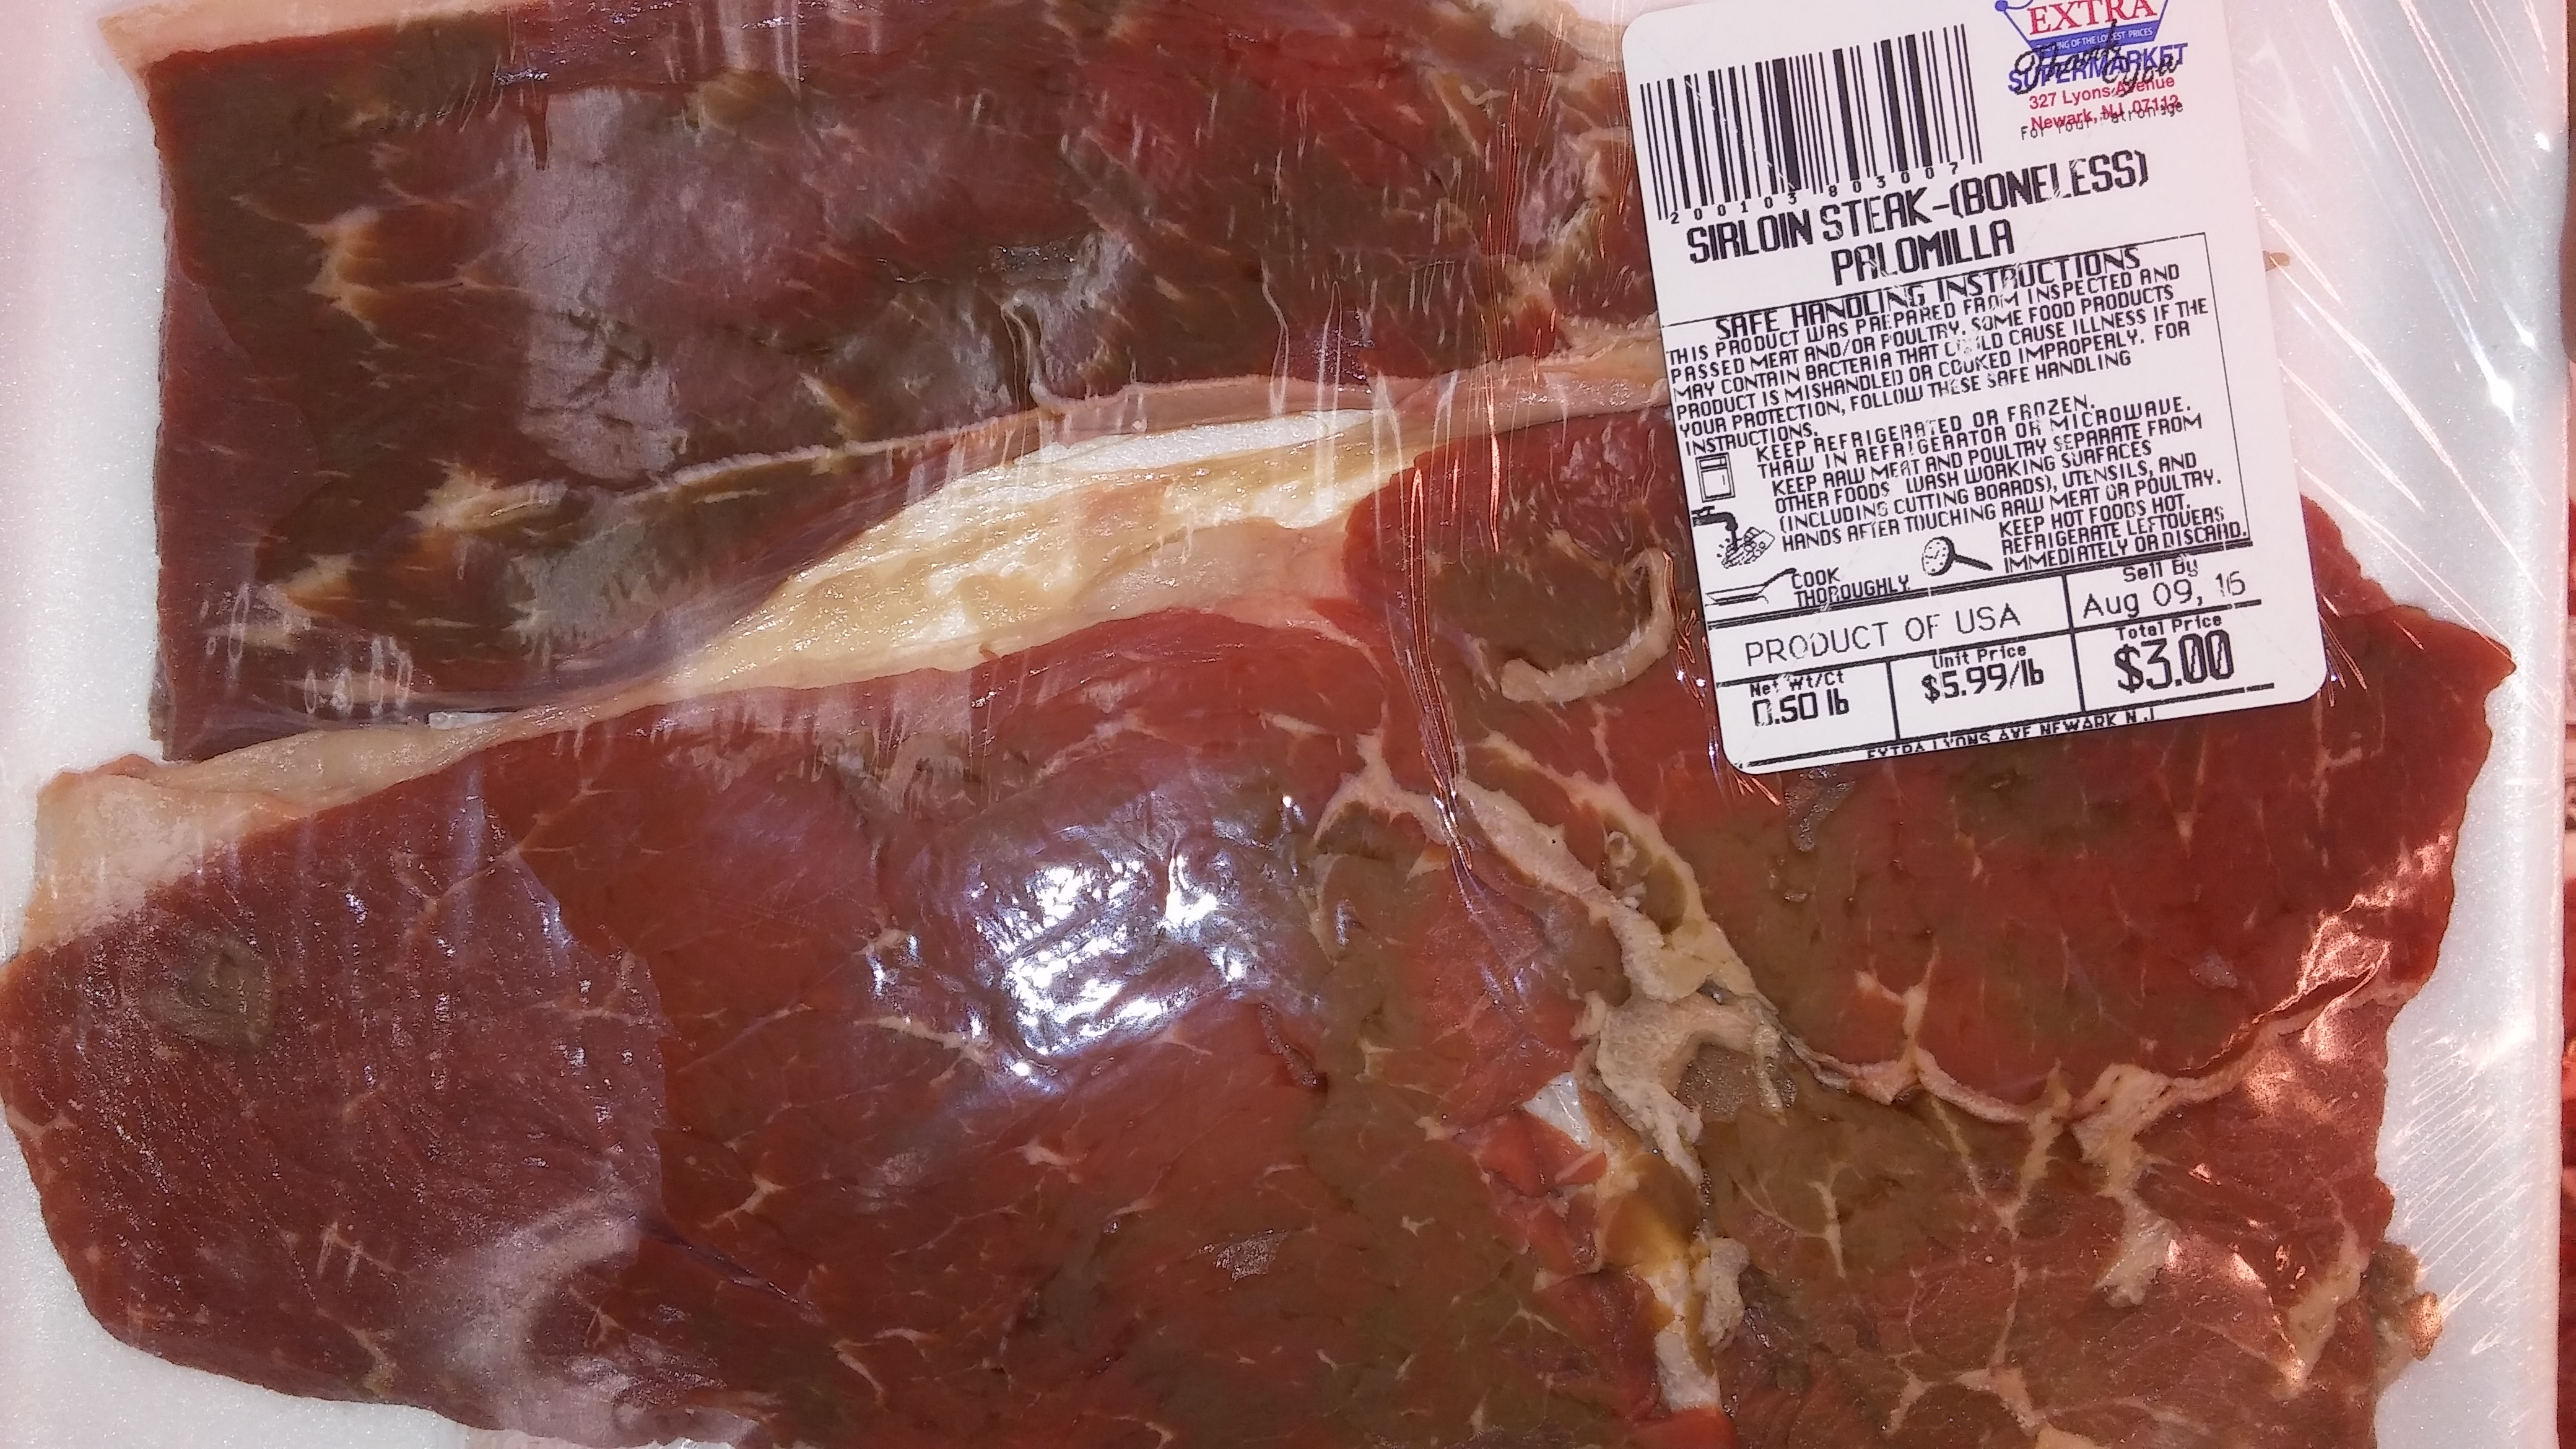 EXTRA
SUPERMARKET
327 Lyons Avenue
Newark, NJ 07112
For Your Patronage
2 00103 803007
SIRLOIN STEAK-(BONELESS)
PALOMILLA
SAFE HANDLING INSTRUCTIONS
THIS PRODUCT WAS PREPARED FROM INSPECTED AND
PASSED MEAT AND/OR POULTRY. SOME FOOD PRODUCTS
MAY CONTAIN BACTERIA THAT COULD CAUSE ILLNESS IF THE
PRODUCT IS MISHANDLED OR COOKED IMPROPERLY. FOR
YOUR PROTECTION, FOLLOW THESE SAFE HANDLING
INSTRUCTIONS.
KEEP REFRIGERATED OR FROZEN.
THAW IN REFRIGERATOR OR MICROWAVE.
KEEP RAW MEAT AND POULTRY SEPARATE FROM
OTHER FOODS. WASH WORKING SURFACES
(INCLUDING CUTTING BOARDS), UTENSILS, AND
HANDS AFTER TOUCHING RAW MEAT OR POULTRY.
KEEP HOT FOODS HOT.
REFRIGERATE LEFTOVERS
IMMEDIATELY OR DISCARD.
COOK
THOROUGHLY.
Sell By
Aug 09, 16
PRODUCT OF USA
Net Wt/Ct
0.50 lb
Unit Price
$5.99/lb
Total Price
$3.00
EXTRA LYONS AVE NEWARK N.J